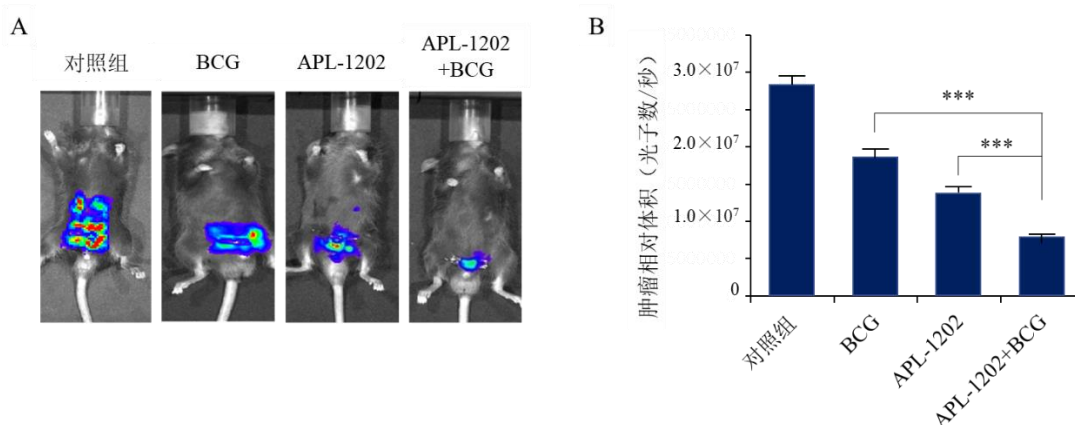 A
对照组
BCG
APL-1202
APL-1202
+BCG
B
肿瘤相对体积（光子数/秒）
3.0×10⁷
2.0×10⁷
1.0×10⁷
0
***
***
对照组
BCG
APL-1202
APL-1202+BCG